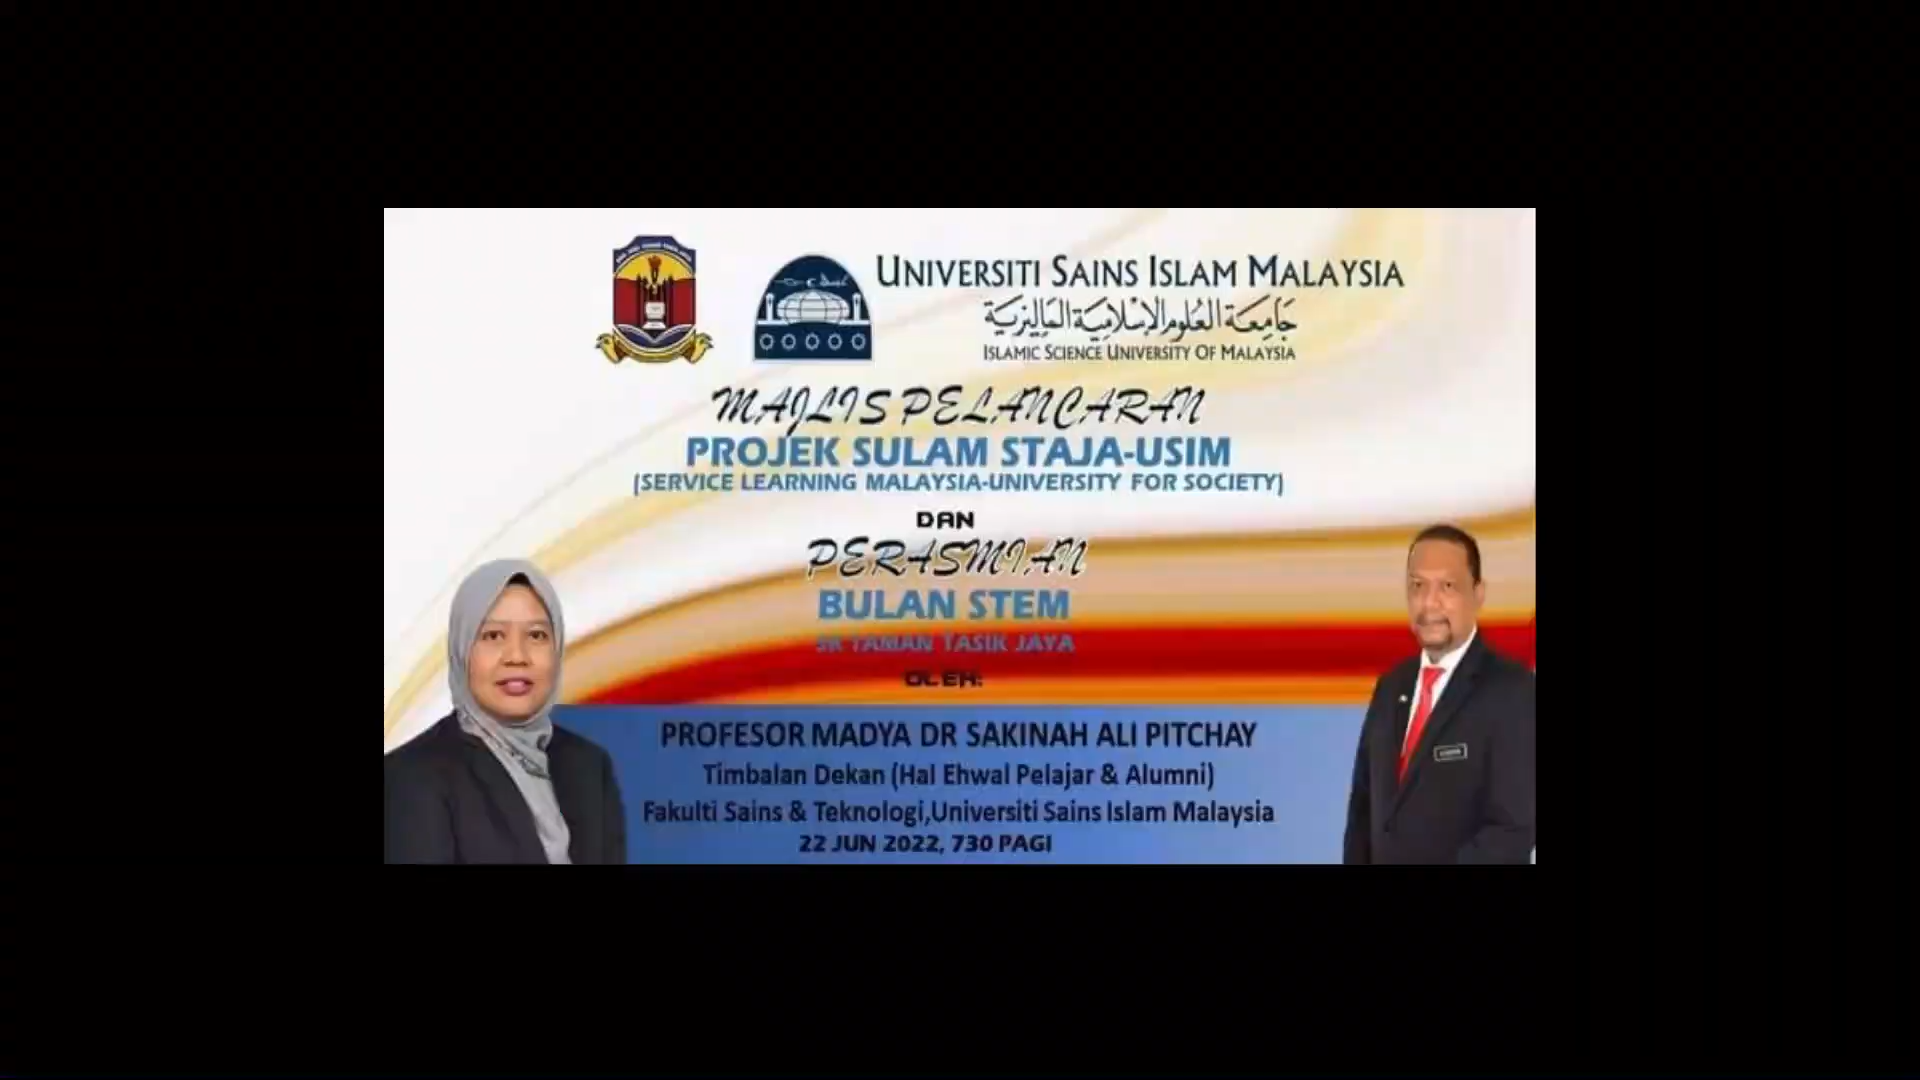 UNIVERSITI SAINS ISLAM MALAYSIA
جامعة العلوم الإسلامية الماليزية
ISLAMIC SCIENCE UNIVERSITY OF MALAYSIA
MAJLIS PELANCARAN
PROJEK SULAM STAJA-USIM
(SERVICE LEARNING MALAYSIA-UNIVERSITY FOR SOCIETY)
DAN
PERASMIAN
BULAN STEM
SK TAMAN TASIK JAYA
OLEH:
PROFESOR MADYA DR SAKINAH ALI PITCHAY
Timbalan Dekan (Hal Ehwal Pelajar & Alumni)
Fakulti Sains & Teknologi,Universiti Sains Islam Malaysia
22 JUN 2022, 730 PAGI